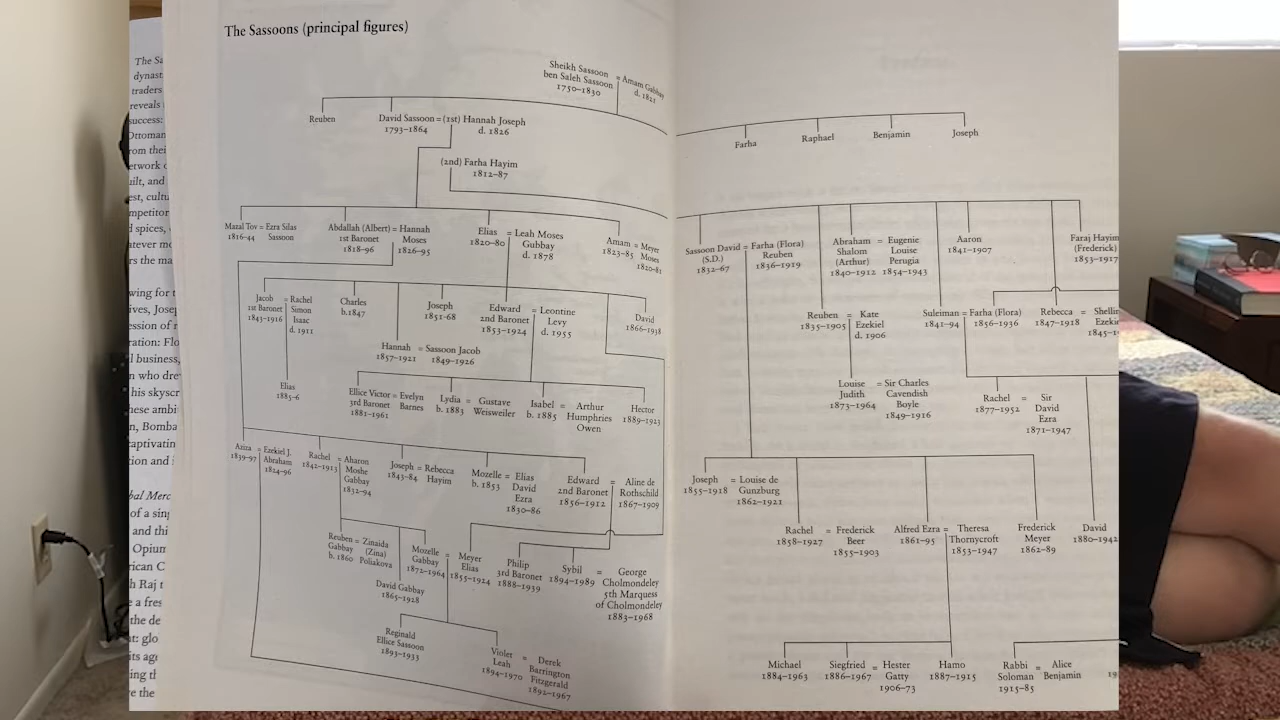 The Sassoons (principal figures)
Sheikh Sassoon
ben Saleh Sassoon
1750–1830
= Amam Gabbay
d. 1821
Reuben
David Sassoon = (1st) Hannah Joseph
1793–1864
d. 1826
Farha
Raphael
Benjamin
Joseph
(2nd) Farha Hayim
1812–87
Mazal Tov = Ezra Silas
1816–44 Sassoon
Abdallah (Albert) = Hannah
1st Baronet Moses
1818–96 1826–95
Elias = Leah Moses
1820–80 Gubbay
d. 1878
Amam = Meyer
1823–85 Moses
1820–81
Sassoon David = Farha (Flora)
(S.D.) Reuben
1832–67 1836–1919
Abraham = Eugenie
Shalom Louise
(Arthur) Perugia
1840–1912 1854–1943
Aaron
1841–1907
Faraj Hayim
(Frederick)
1853–1917
Jacob = Rachel
1st Baronet Simon
1843–1916 Isaac
d. 1911
Charles
b.1847
Joseph
1851–68
Edward = Leontine
2nd Baronet Levy
1853–1924 d. 1955
David
1866–1938
Hannah = Sassoon Jacob
1857–1921 1849–1926
Reuben = Kate
1835–1905 Ezekiel
d. 1906
Suleiman = Farha (Flora)
1841–94 1856–1936
Rebecca =
1847–1918
Elias
1885–6
Ellice Victor = Evelyn
3rd Baronet Barnes
1881–1961
Lydia = Gustave
b. 1883 Weisweiler
Isabel = Arthur
b. 1885 Humphries
Owen
Hector
1889–1923
Louise = Sir Charles
Judith Cavendish
1873–1964 Boyle
1849–1916
Rachel = Sir
1877–1952 David
Ezra
1871–1947
Aziza = Ezekiel J.
1839–97 Abraham
1824–96
Rachel = Aharon
1842–1913 Moshe
Gabbay
1832–94
Joseph = Rebecca
1843–84 Hayim
Mozelle = Elias
b. 1853 David
Ezra
1830–86
Edward = Aline de
2nd Baronet Rothschild
1856–1912 1867–1909
Joseph = Louise de
1855–1918 Gunzburg
1862–1921
Rachel = Frederick
1858–1927 Beer
1855–1903
Alfred Ezra = Theresa
1861–95 Thornycroft
1853–1947
Frederick
Meyer
1862–89
David
1880–1942
Reuben = Zinaida
Gabbay (Zina)
b. 1860 Poliakova
Mozelle = Meyer
Gabbay Elias
1872–1964 1855–1924
Philip
3rd Baronet
1888–1939
Sybil = George
1894–1989 Cholmondeley
5th Marquess
of Cholmondeley
1883–1968
David Gabbay
1865–1928
Reginald
Ellice Sassoon
1893–1933
Violet = Derek
Leah Barrington
1894–1970 Fitzgerald
1892–1967
Michael
1884–1963
Siegfried = Hester
1886–1967 Gatty
1906–73
Hamo
1887–1915
Rabbi = Alice
Soloman Benjamin
1915–85